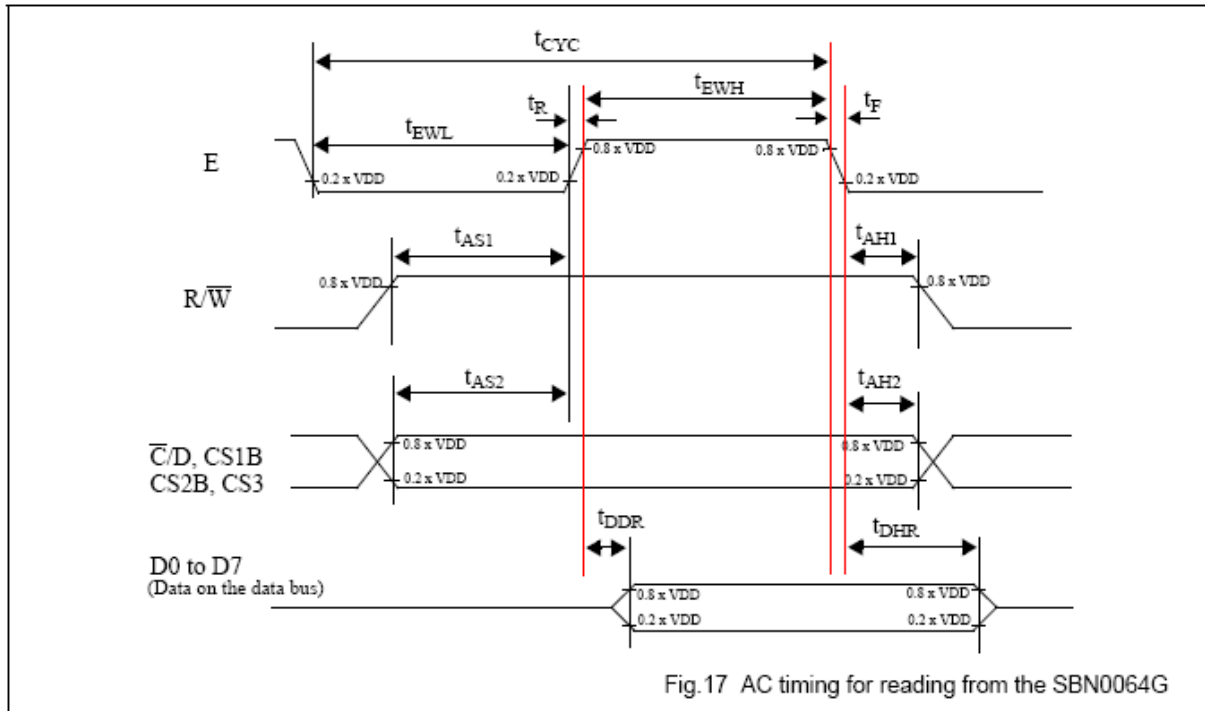 tCYC
tEWH
tR
tF
tEWL
E
0.8 x VDD
0.8 x VDD
0.2 x VDD
0.2 x VDD
0.2 x VDD
tAS1
tAH1
R/W̅
0.8 x VDD
0.8 x VDD
tAS2
tAH2
C̅/D, CS1B
CS2B, CS3
0.8 x VDD
0.8 x VDD
0.2 x VDD
0.2 x VDD
tDDR
tDHR
D0 to D7
(Data on the data bus)
0.8 x VDD
0.8 x VDD
0.2 x VDD
0.2 x VDD
Fig.17 AC timing for reading from the SBN0064G